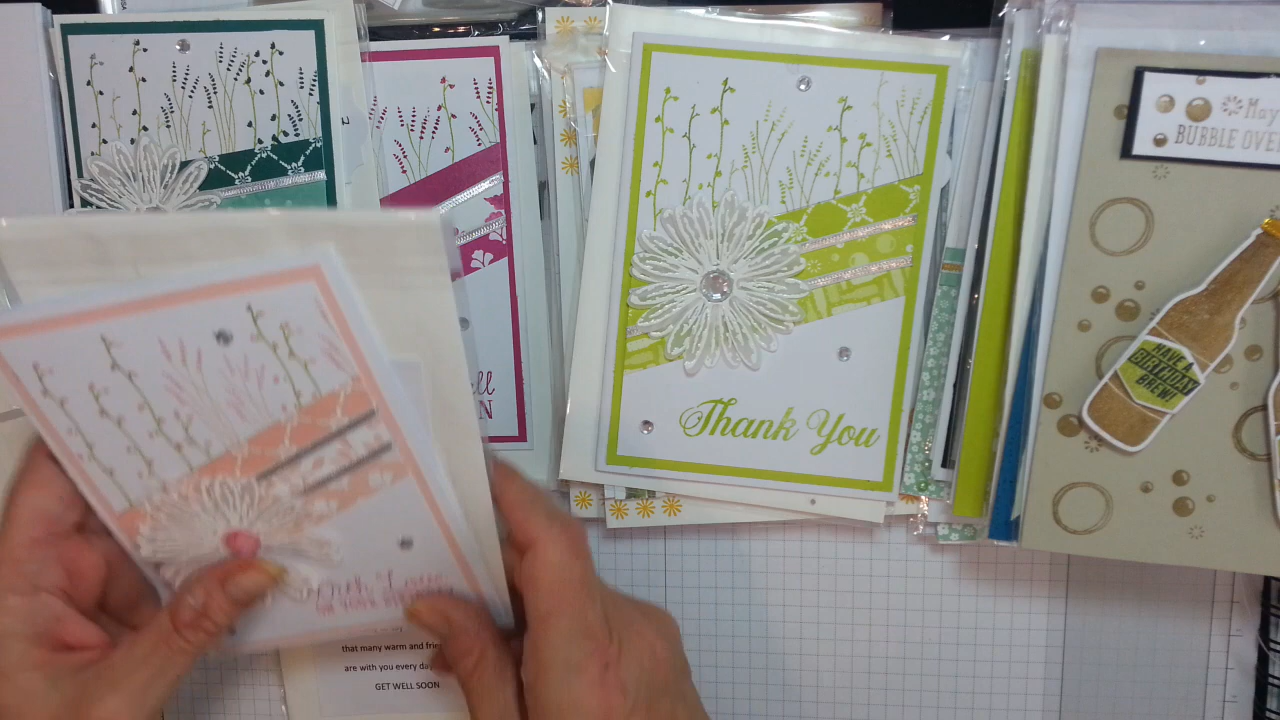 May
BUBBLE OVE
HAVE A
BIRTHDAY
BREW!
ell
N
Thank You
that many warm and frie
are with you every day
GET WELL SOON